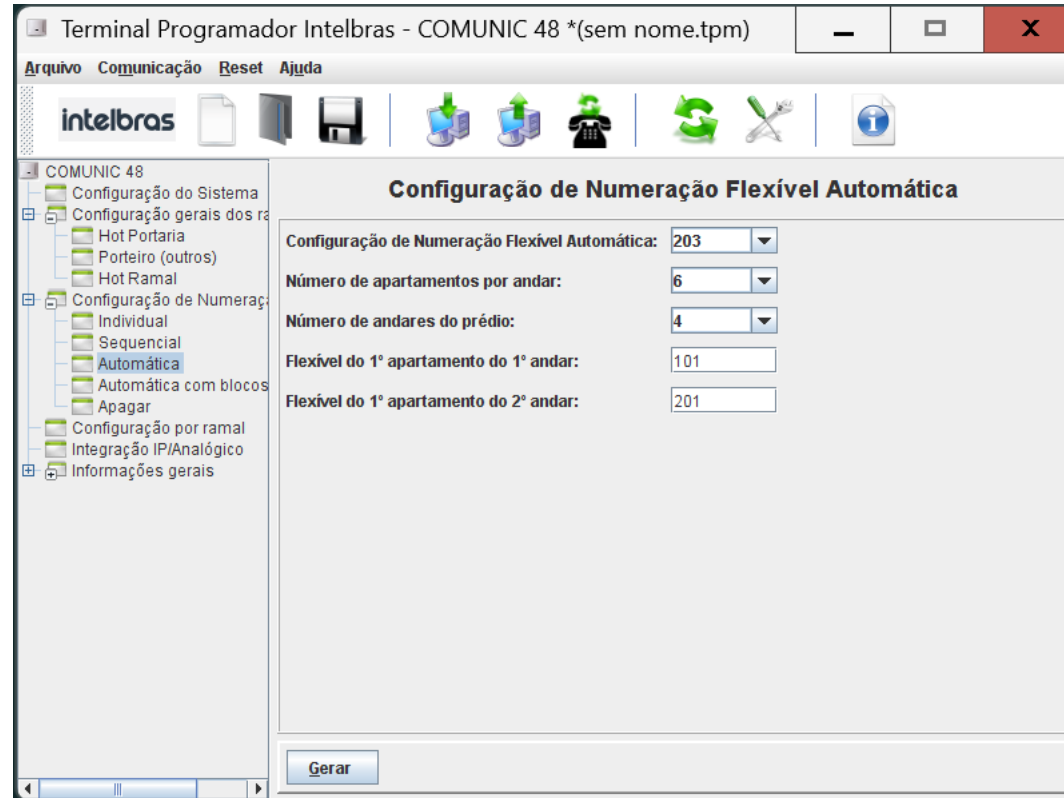 Terminal Programador Intelbras - COMUNIC 48 *(sem nome.tpm)
Arquivo Comunicação Reset Ajuda
intelbras
COMUNIC 48
Configuração do Sistema
Configuração gerais dos ra
Hot Portaria
Porteiro (outros)
Hot Ramal
Configuração de Numeraç
Individual
Sequencial
Automática
Automática com blocos
Apagar
Configuração por ramal
Integração IP/Analógico
Informações gerais
Configuração de Numeração Flexível Automática
Configuração de Numeração Flexível Automática: 203
Número de apartamentos por andar: 6
Número de andares do prédio: 4
Flexível do 1º apartamento do 1º andar: 101
Flexível do 1º apartamento do 2º andar: 201
Gerar